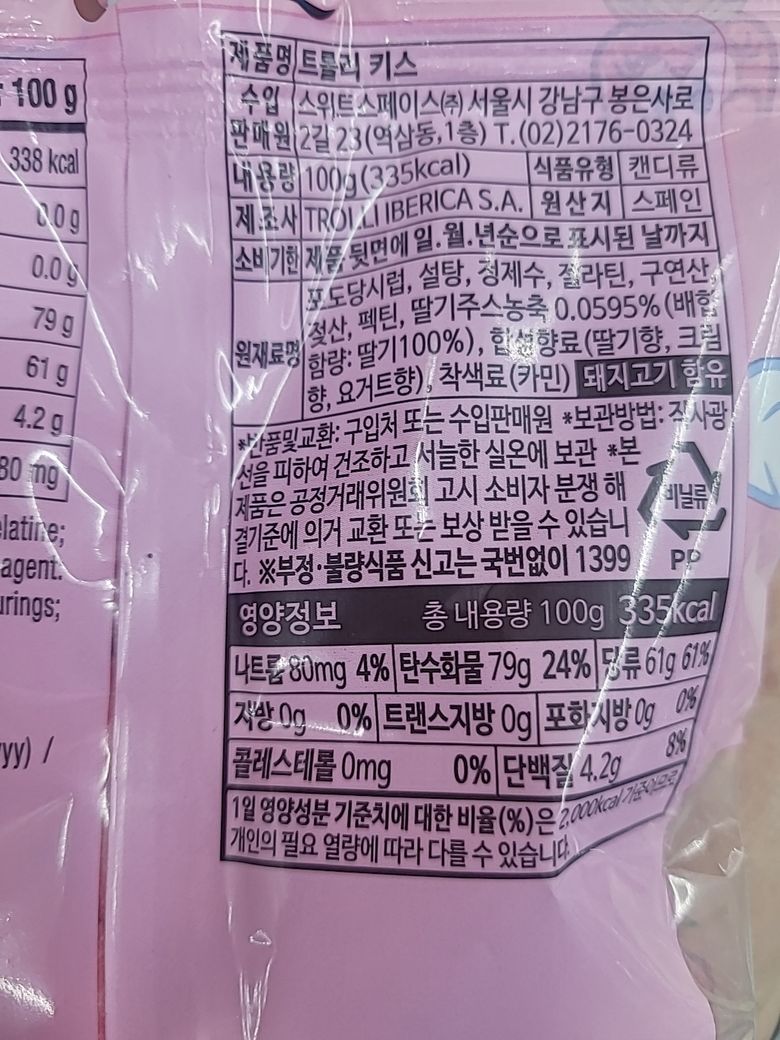 100 g
338 kcal
0.0 g
0.0 g
79 g
61 g
4.2 g
80 mg
elatine;
agent:
urings;
yyy) /
제품명 트롤리 키스
수입 스위트스페이스㈜ 서울시 강남구 봉은사로
판매원 2길 23(역삼동,1층) T.(02)2176-0324
내용량 100g(335kcal) 식품유형 캔디류
제조사 TROLLI IBERICA S.A. 원산지 스페인
소비기한 제품 뒷면에 일.월.년순으로 표시된 날까지
원재료명 포도당시럽, 설탕, 정제수, 젤라틴, 구연산,
젖산, 펙틴, 딸기주스농축 0.0595%(배합
함량: 딸기100%), 합성향료(딸기향, 크림
향, 요거트향), 착색료(카민) 돼지고기 함유
*반품및교환: 구입처 또는 수입판매원 *보관방법: 직사광
선을 피하여 건조하고 서늘한 실온에 보관 *본
제품은 공정거래위원회 고시 소비자 분쟁 해
결기준에 의거 교환 또는 보상 받을 수 있습니
다. ※부정·불량식품 신고는 국번없이 1399
비닐류
PP
영양정보 총 내용량 100g 335kcal
나트륨 80mg 4% 탄수화물 79g 24% 당류 61g 61%
지방 0g 0% 트랜스지방 0g 포화지방 0g 0%
콜레스테롤 0mg 0% 단백질 4.2g 8%
1일 영양성분 기준치에 대한 비율(%)은 2,000kcal 기준이므로
개인의 필요 열량에 따라 다를 수 있습니다.